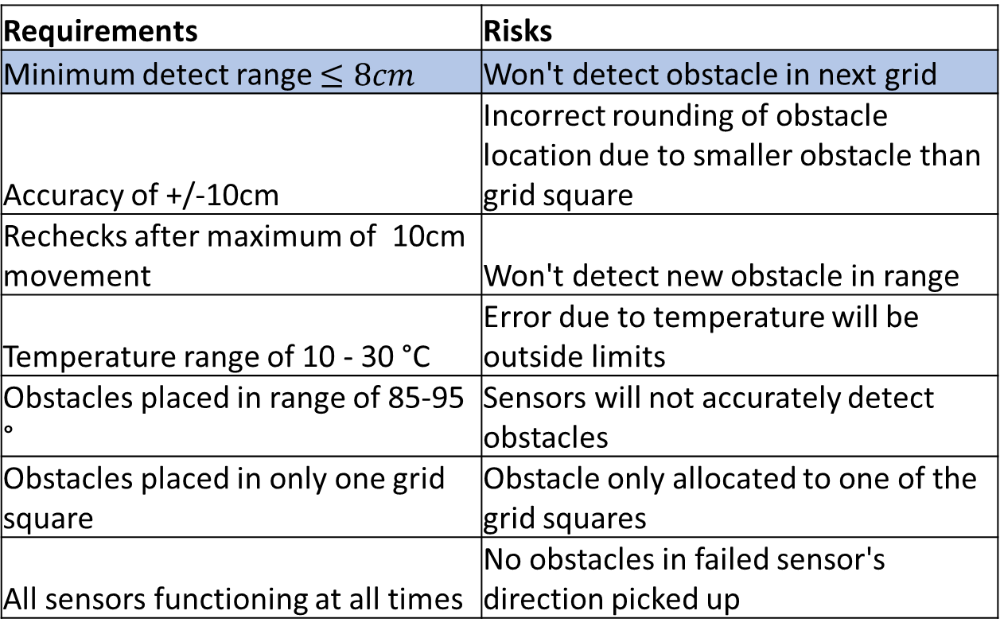 Requirements
Risks
Minimum detect range ≤ 8cm
Won't detect obstacle in next grid
Accuracy of +/-10cm
Incorrect rounding of obstacle
location due to smaller obstacle than
grid square
Rechecks after maximum of 10cm
movement
Won't detect new obstacle in range
Temperature range of 10 - 30 °C
Error due to temperature will be
outside limits
Obstacles placed in range of 85-95
°
Sensors will not accurately detect
obstacles
Obstacles placed in only one grid
square
Obstacle only allocated to one of the
grid squares
All sensors functioning at all times
No obstacles in failed sensor's
direction picked up